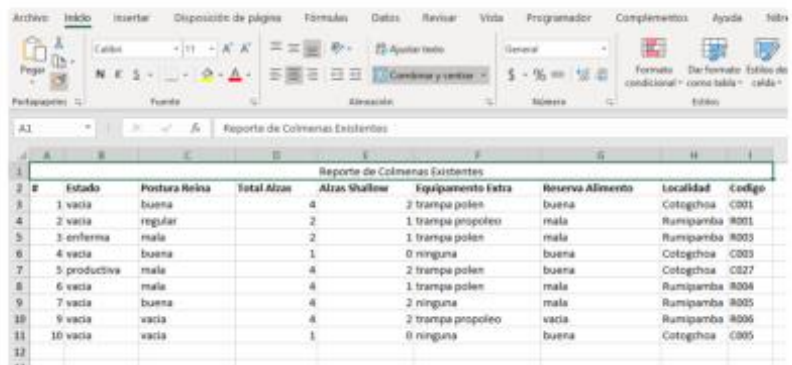 Archivo Inicio Insertar Disposición de página Fórmulas Datos Revisar Vista Programador Complementos Ayuda Nitro
Pegar
Calibri 11 A A Ajustar texto General
N K S A Combinar y centrar $ % Formato condicional Dar formato como tabla Estilos de celda
Portapapeles Fuente Alineación Número Estilos
A1 fx Reporte de Colmenas Existentes
A B C D E F G H I
1 Reporte de Colmenas Existentes
2 # Estado Postura Reina Total Alzas Alzas Shallow Equipamento Extra Reserva Alimento Localidad Codigo
3 1 vacia buena 4 2 trampa polen buena Cotogchoa C001
4 2 vacia regular 2 1 trampa propoleo mala Rumipamba R001
5 3 enferma mala 2 1 trampa polen mala Rumipamba R003
6 4 vacia buena 1 0 ninguna buena Cotogchoa C003
7 5 productiva mala 4 2 trampa polen buena Cotogchoa C027
8 6 vacia mala 4 1 trampa polen mala Rumipamba R004
9 7 vacia buena 4 2 ninguna mala Rumipamba R005
10 9 vacia vacia 4 2 trampa propoleo vacia Rumipamba R006
11 10 vacia vacia 1 0 ninguna buena Cotogchoa C005
12